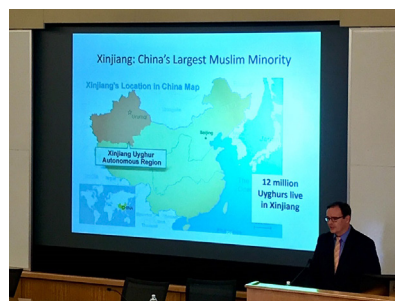 Xinjiang: China's Largest Muslim Minority
Xinjiang's Location in China Map
Beijing
Xinjiang Uyghur
Autonomous Region
12 million
Uyghurs live
in Xinjiang